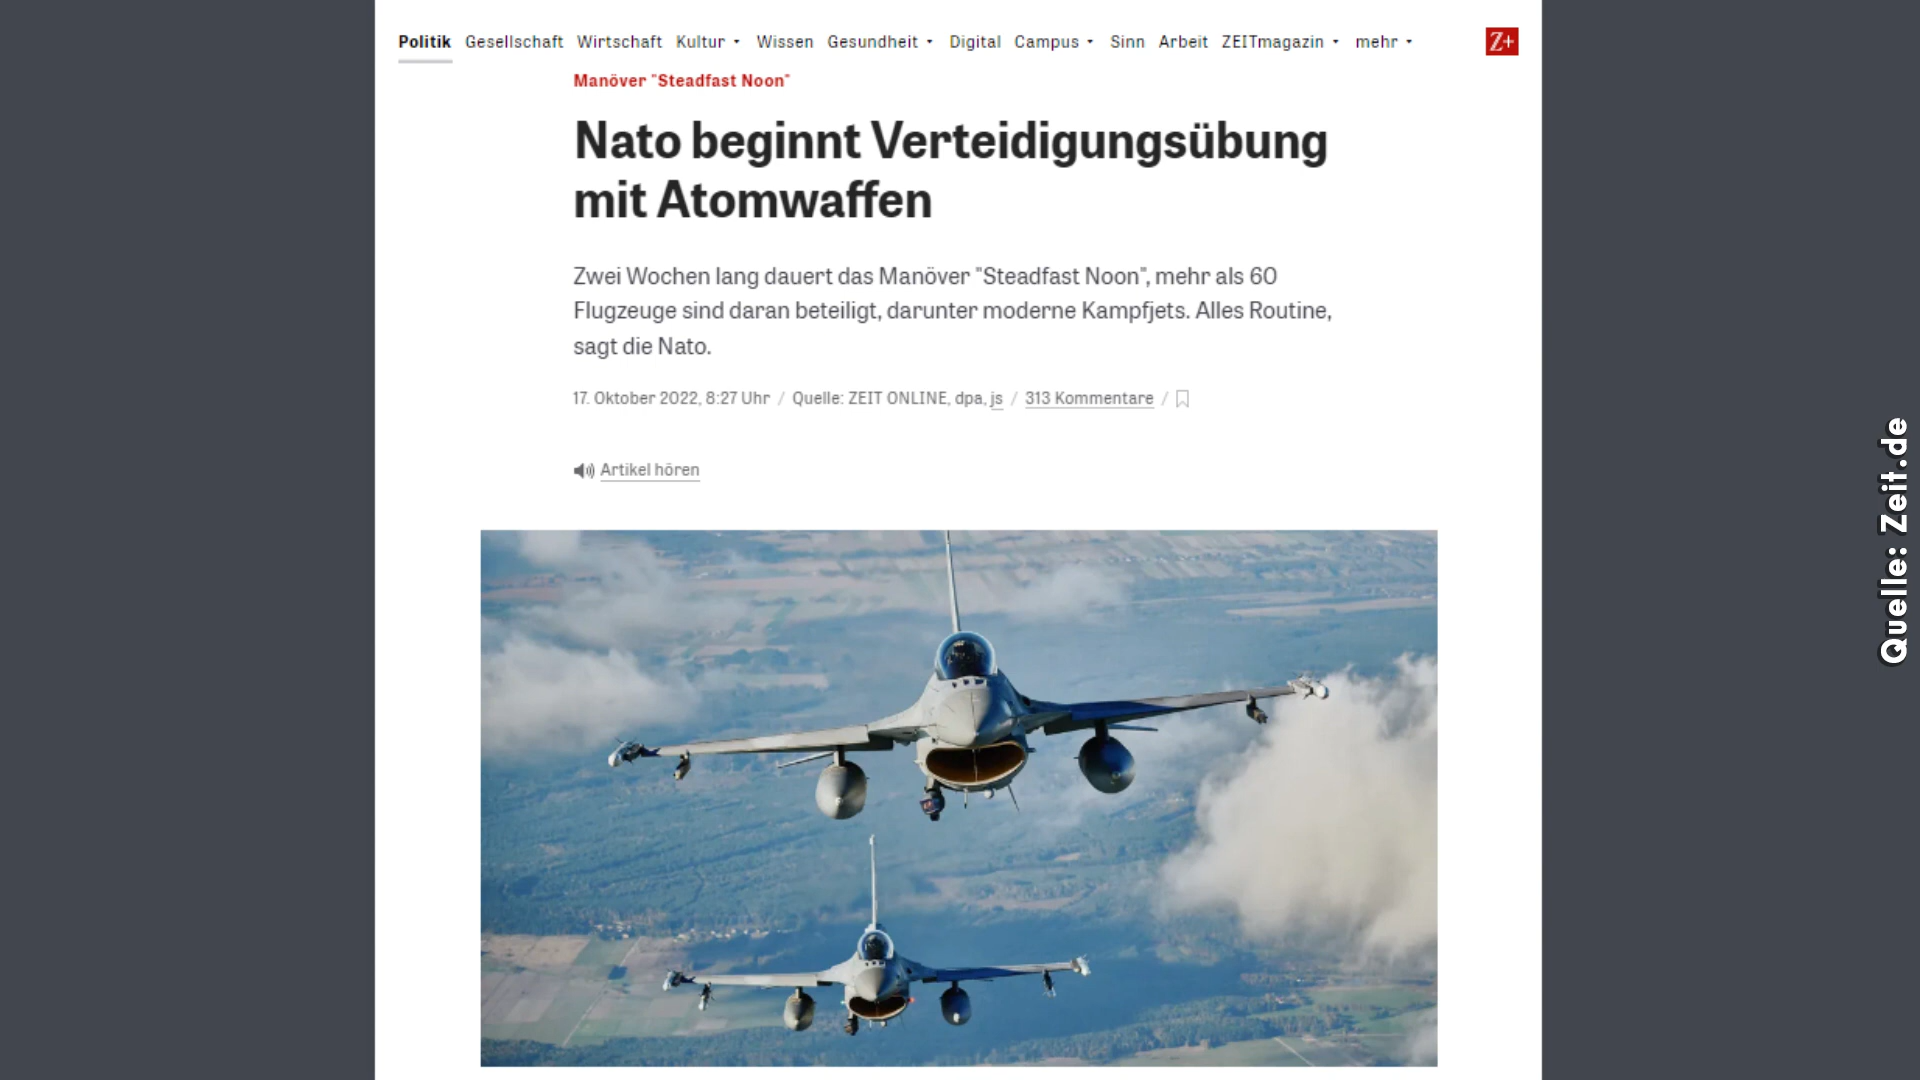 Politik Gesellschaft Wirtschaft Kultur Wissen Gesundheit Digital Campus Sinn Arbeit ZEITmagazin mehr Z+
Manöver "Steadfast Noon"
Nato beginnt Verteidigungsübung
mit Atomwaffen
Zwei Wochen lang dauert das Manöver "Steadfast Noon", mehr als 60
Flugzeuge sind daran beteiligt, darunter moderne Kampfjets. Alles Routine,
sagt die Nato.
17. Oktober 2022, 8:27 Uhr / Quelle: ZEIT ONLINE, dpa, js / 313 Kommentare /
Artikel hören
Quelle: Zeit.de